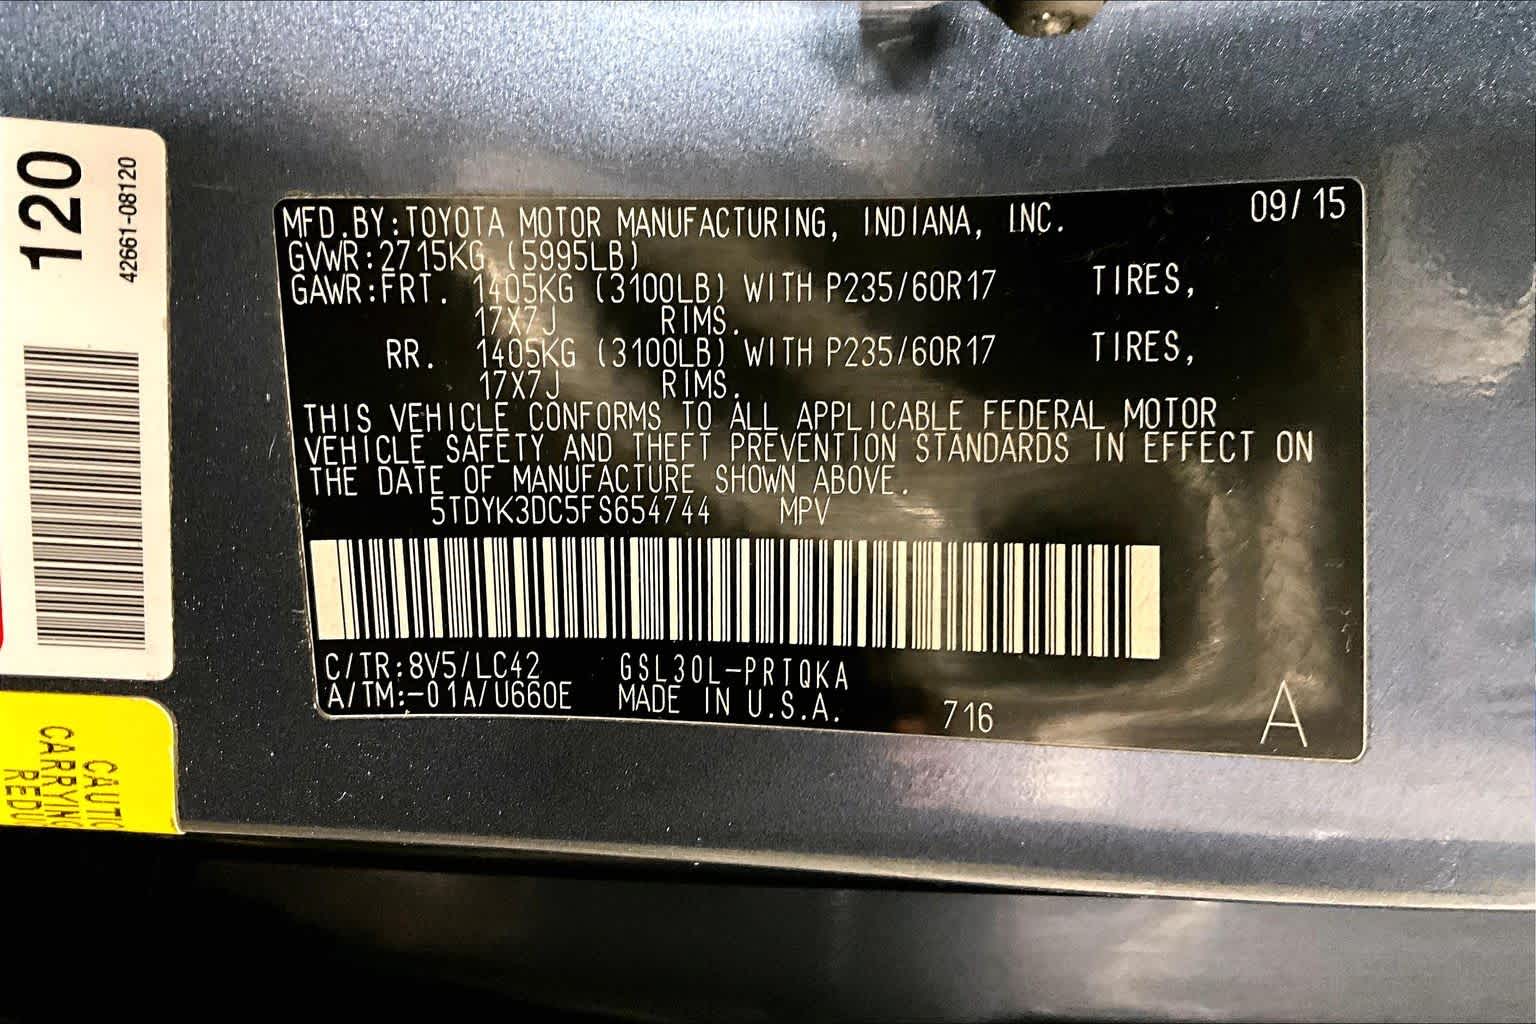 120
42661-08120
MFD.BY:TOYOTA MOTOR MANUFACTURING, INDIANA, INC. 09/15
GVWR:2715KG (5995LB)
GAWR:FRT. 1405KG (3100LB) WITH P235/60R17 TIRES,
17X7J RIMS.
RR. 1405KG (3100LB) WITH P235/60R17 TIRES,
17X7J RIMS.
THIS VEHICLE CONFORMS TO ALL APPLICABLE FEDERAL MOTOR
VEHICLE SAFETY AND THEFT PREVENTION STANDARDS IN EFFECT ON
THE DATE OF MANUFACTURE SHOWN ABOVE.
5TDYK3DC5FS654744 MPV
C/TR:8V5/LC42 GSL30L-PRTQKA
A/TM:-01A/U660E MADE IN U.S.A. 716 A
CAUTI
CARRYING
REDU